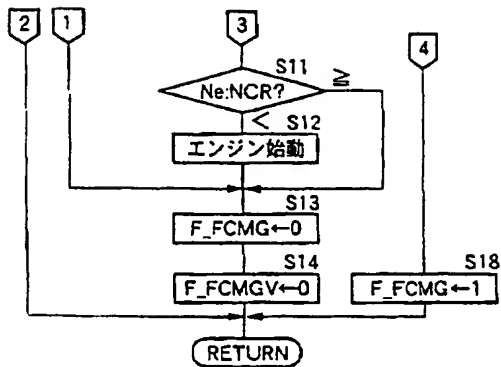 2 1 3 4
S11
Ne:NCR? ≧
< S12
エンジン始動
S13
F_FCMG←0
S14 S18
F_FCMGV←0 F_FCMG←1
RETURN